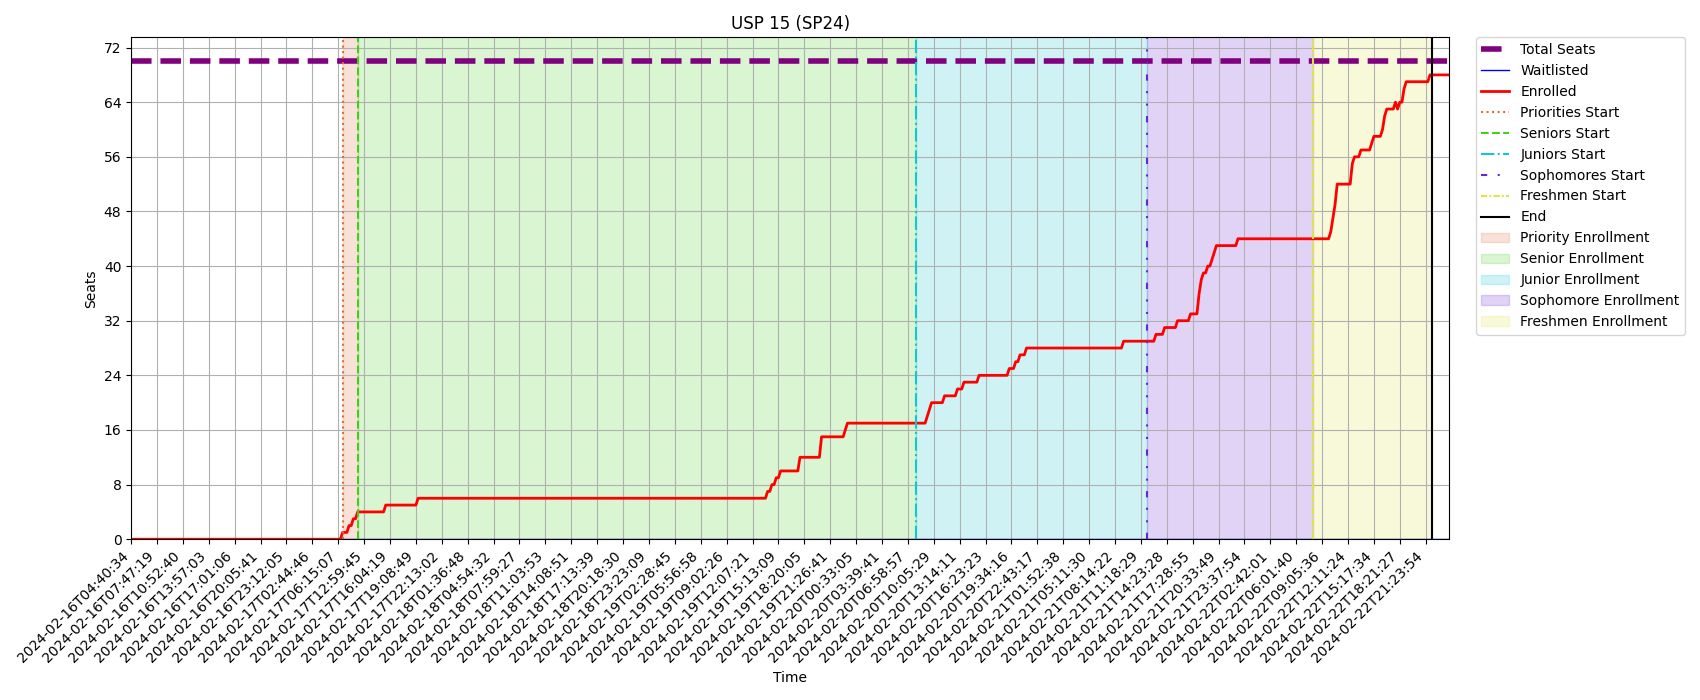 USP 15 (SP24)
Seats
72
64
56
48
40
32
24
16
8
0
2024-02-16T04:40:34
2024-02-16T07:47:19
2024-02-16T10:52:40
2024-02-16T13:57:03
2024-02-16T17:01:06
2024-02-16T20:05:41
2024-02-16T23:12:05
2024-02-17T02:44:46
2024-02-17T06:15:07
2024-02-17T12:59:45
2024-02-17T16:04:19
2024-02-17T19:08:49
2024-02-17T22:13:02
2024-02-18T01:36:48
2024-02-18T04:54:32
2024-02-18T07:59:27
2024-02-18T11:03:53
2024-02-18T14:08:51
2024-02-18T17:13:39
2024-02-18T20:18:30
2024-02-18T23:23:09
2024-02-19T02:28:45
2024-02-19T05:56:58
2024-02-19T09:02:26
2024-02-19T12:07:21
2024-02-19T15:13:09
2024-02-19T18:20:05
2024-02-19T21:26:41
2024-02-20T00:33:05
2024-02-20T03:39:41
2024-02-20T06:58:57
2024-02-20T10:05:29
2024-02-20T13:14:11
2024-02-20T16:23:23
2024-02-20T19:34:16
2024-02-20T22:43:17
2024-02-21T01:52:38
2024-02-21T05:11:30
2024-02-21T08:14:22
2024-02-21T11:18:29
2024-02-21T14:23:28
2024-02-21T17:28:55
2024-02-21T20:33:49
2024-02-21T23:37:54
2024-02-22T02:42:01
2024-02-22T06:01:40
2024-02-22T09:05:36
2024-02-22T12:11:24
2024-02-22T15:17:34
2024-02-22T18:21:27
2024-02-22T21:23:54
Time
Total Seats
Waitlisted
Enrolled
Priorities Start
Seniors Start
Juniors Start
Sophomores Start
Freshmen Start
End
Priority Enrollment
Senior Enrollment
Junior Enrollment
Sophomore Enrollment
Freshmen Enrollment